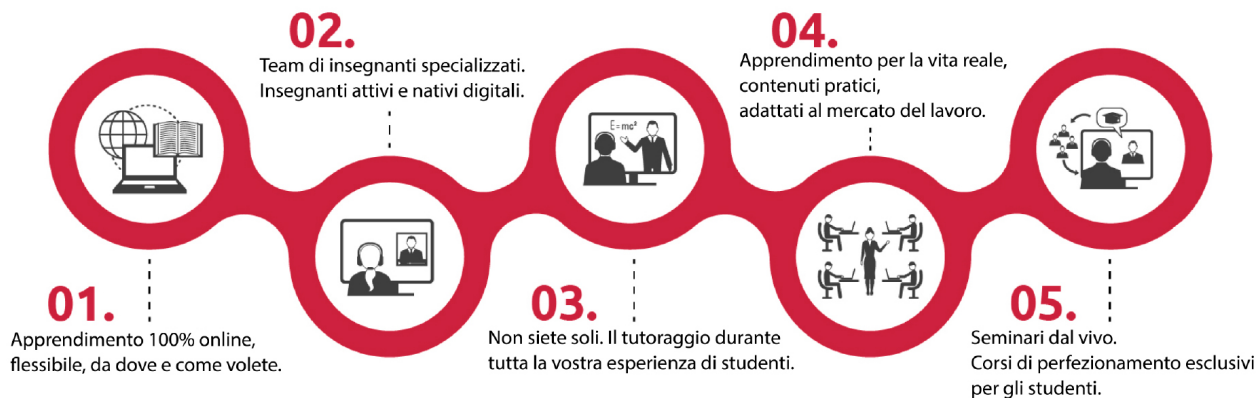 01.
Apprendimento 100% online,
flessibile, da dove e come volete.
02.
Team di insegnanti specializzati.
Insegnanti attivi e nativi digitali.
E=mc²
03.
Non siete soli. Il tutoraggio durante
tutta la vostra esperienza di studenti.
04.
Apprendimento per la vita reale,
contenuti pratici,
adattati al mercato del lavoro.
05.
Seminari dal vivo.
Corsi di perfezionamento esclusivi
per gli studenti.